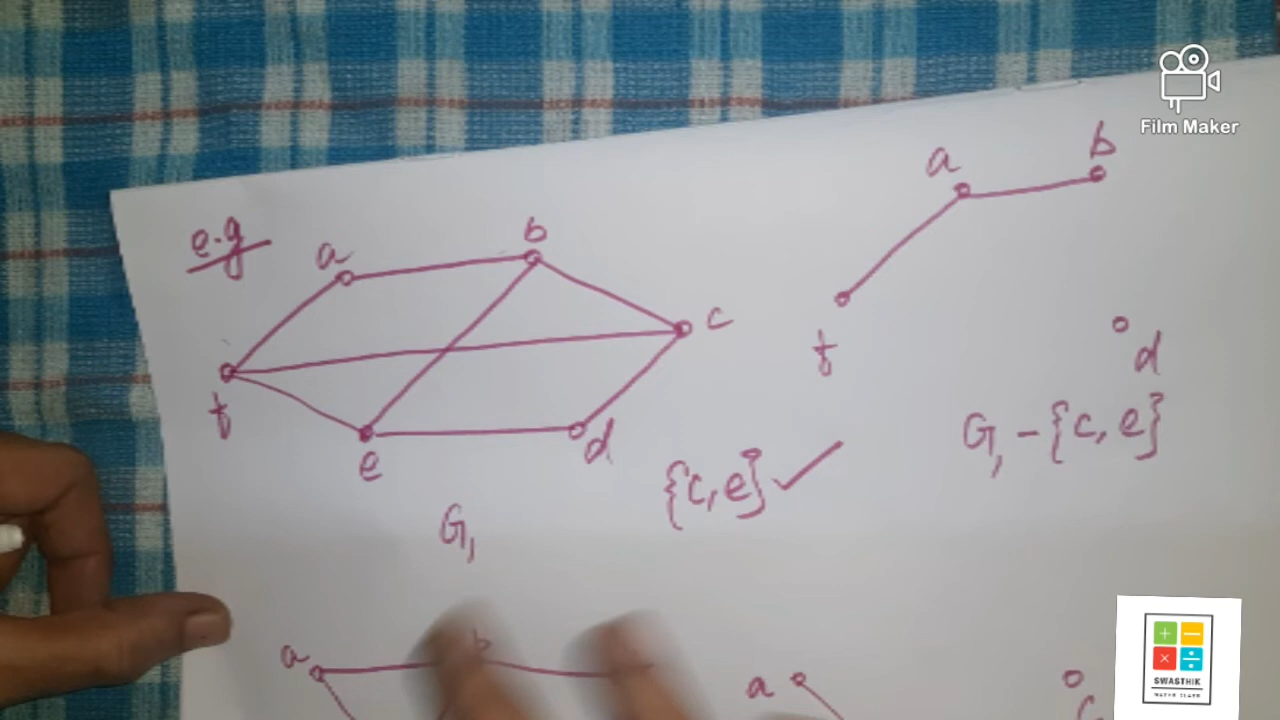 Film Maker
e.g
a
b
c
f
e
d
G₁
{c, e} ✓
a
b
f
d
G₁ - {c, e}
a
b
a
c
+ −
× ÷
SWASTHIK